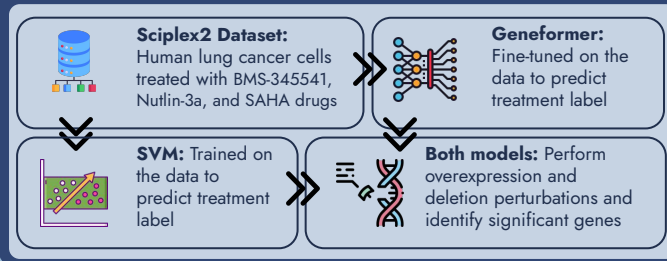 Sciplex2 Dataset:
Human lung cancer cells
treated with BMS-345541,
Nutlin-3a, and SAHA drugs
Geneformer:
Fine-tuned on the
data to predict
treatment label
SVM: Trained on
the data to
predict treatment
label
Both models: Perform
overexpression and
deletion perturbations and
identify significant genes